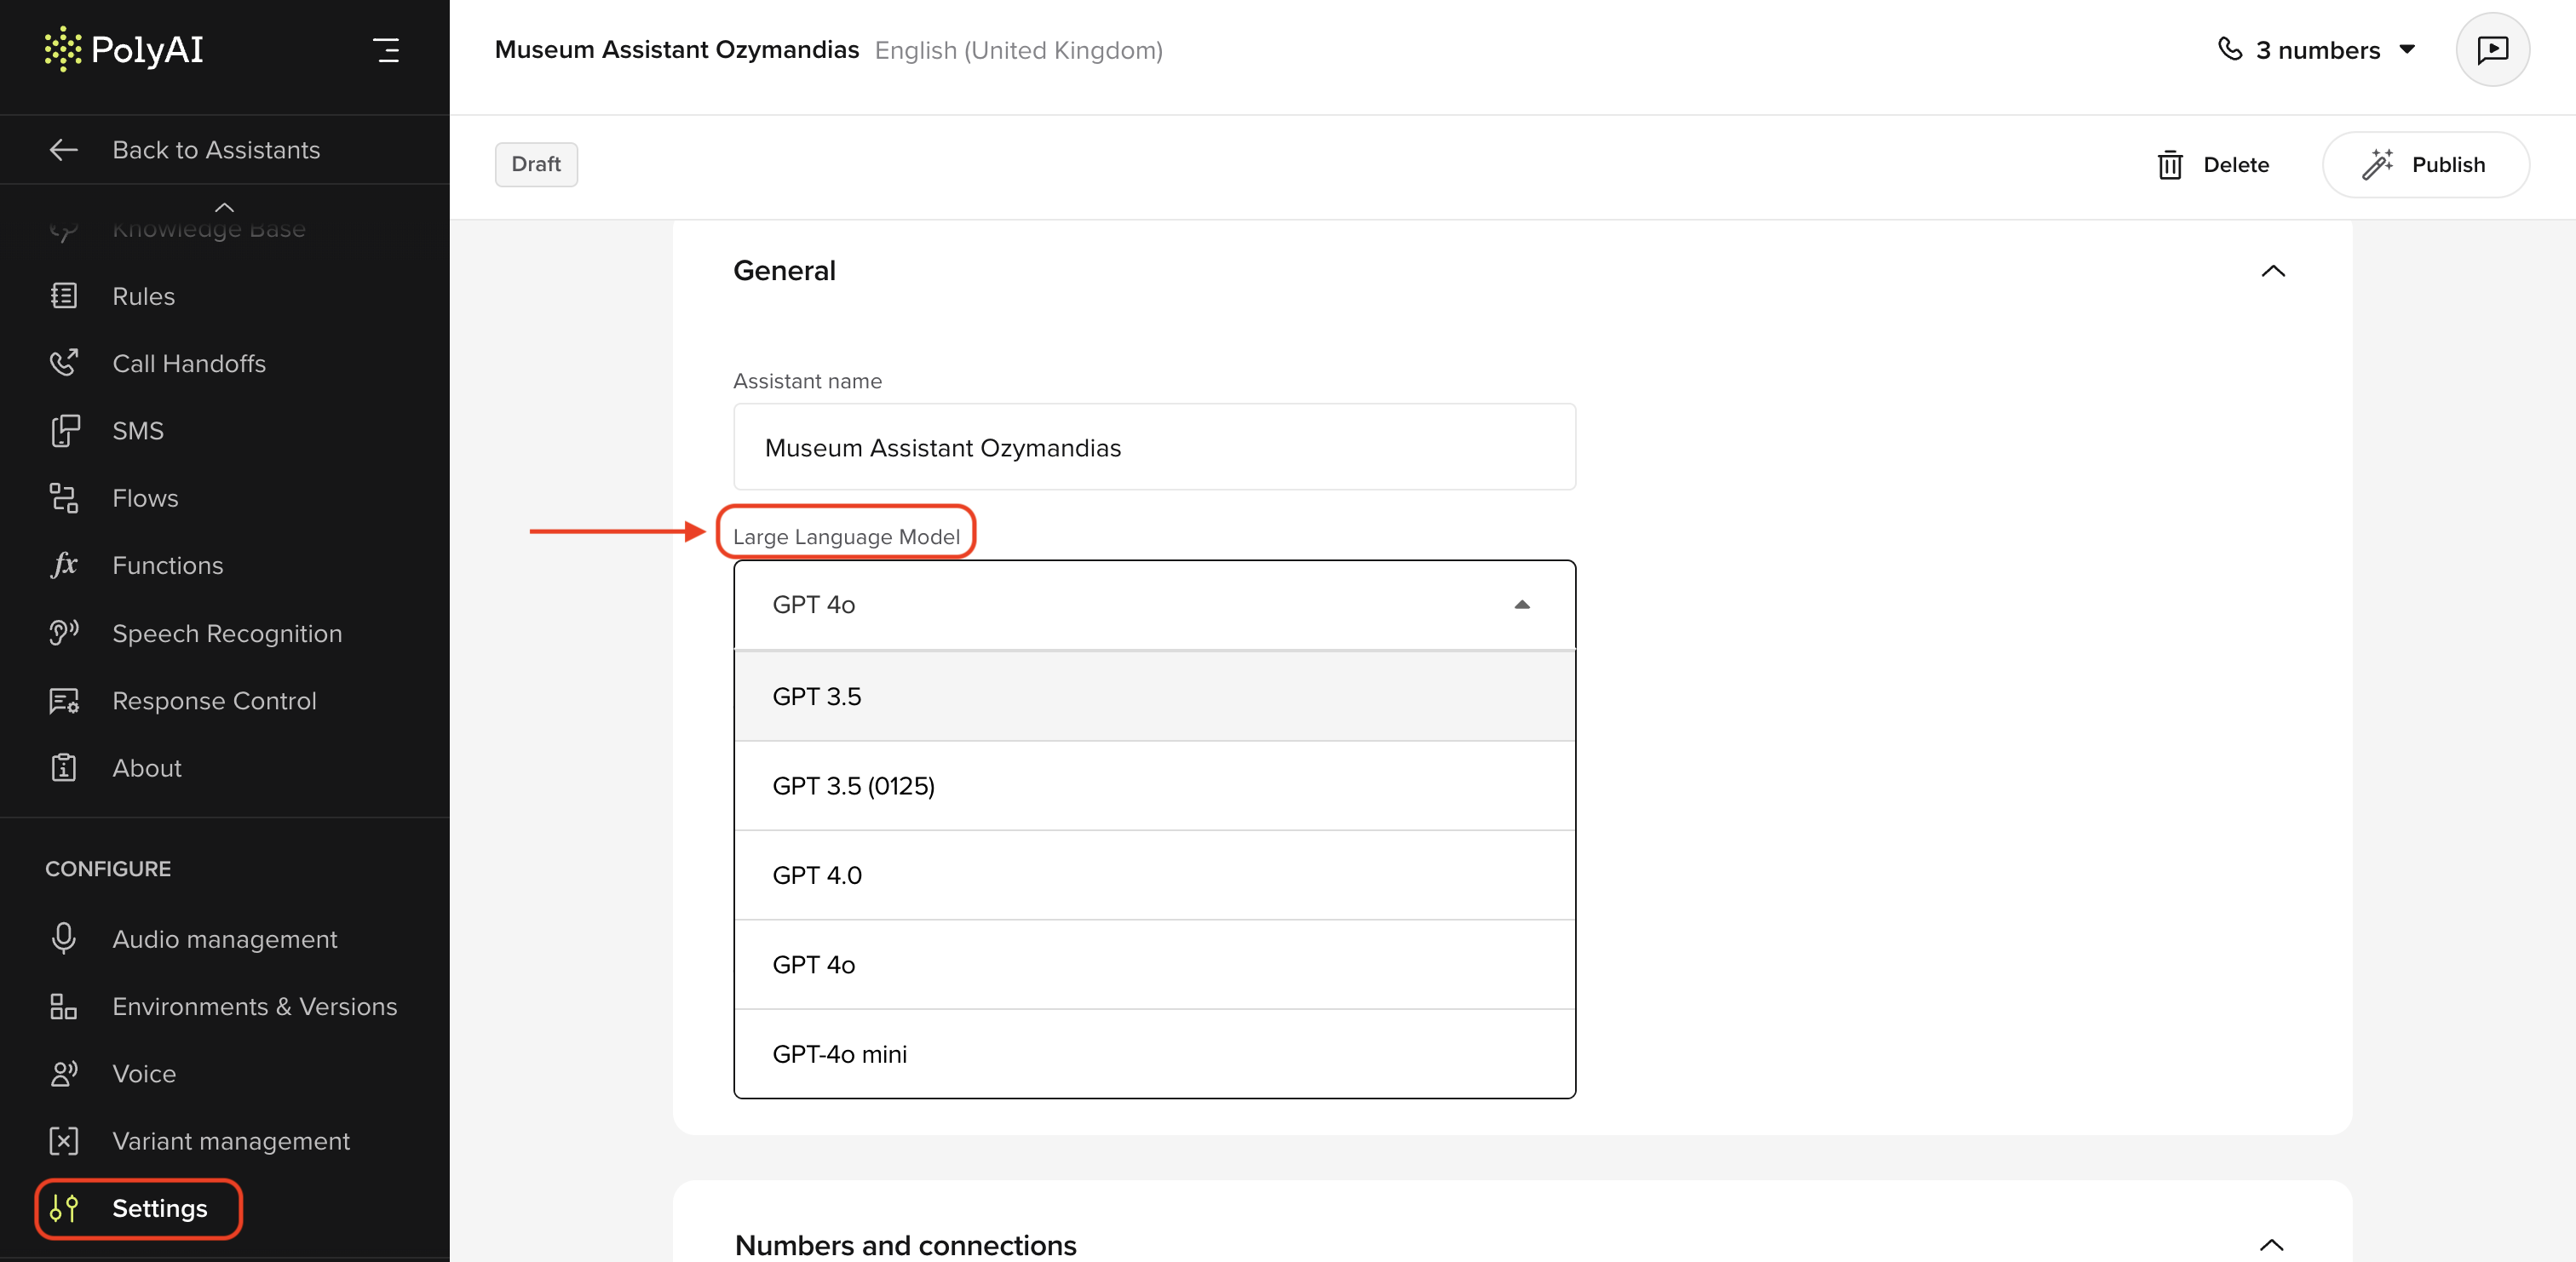 PolyAI
Museum Assistant Ozymandias English (United Kingdom)
3 numbers
Back to Assistants
Draft
Delete
Publish
Knowledge Base
Rules
Call Handoffs
SMS
Flows
fx Functions
Speech Recognition
Response Control
About
CONFIGURE
Audio management
Environments & Versions
Voice
Variant management
Settings
General
Assistant name
Museum Assistant Ozymandias
Large Language Model
GPT 4o
GPT 3.5
GPT 3.5 (0125)
GPT 4.0
GPT 4o
GPT-4o mini
Numbers and connections